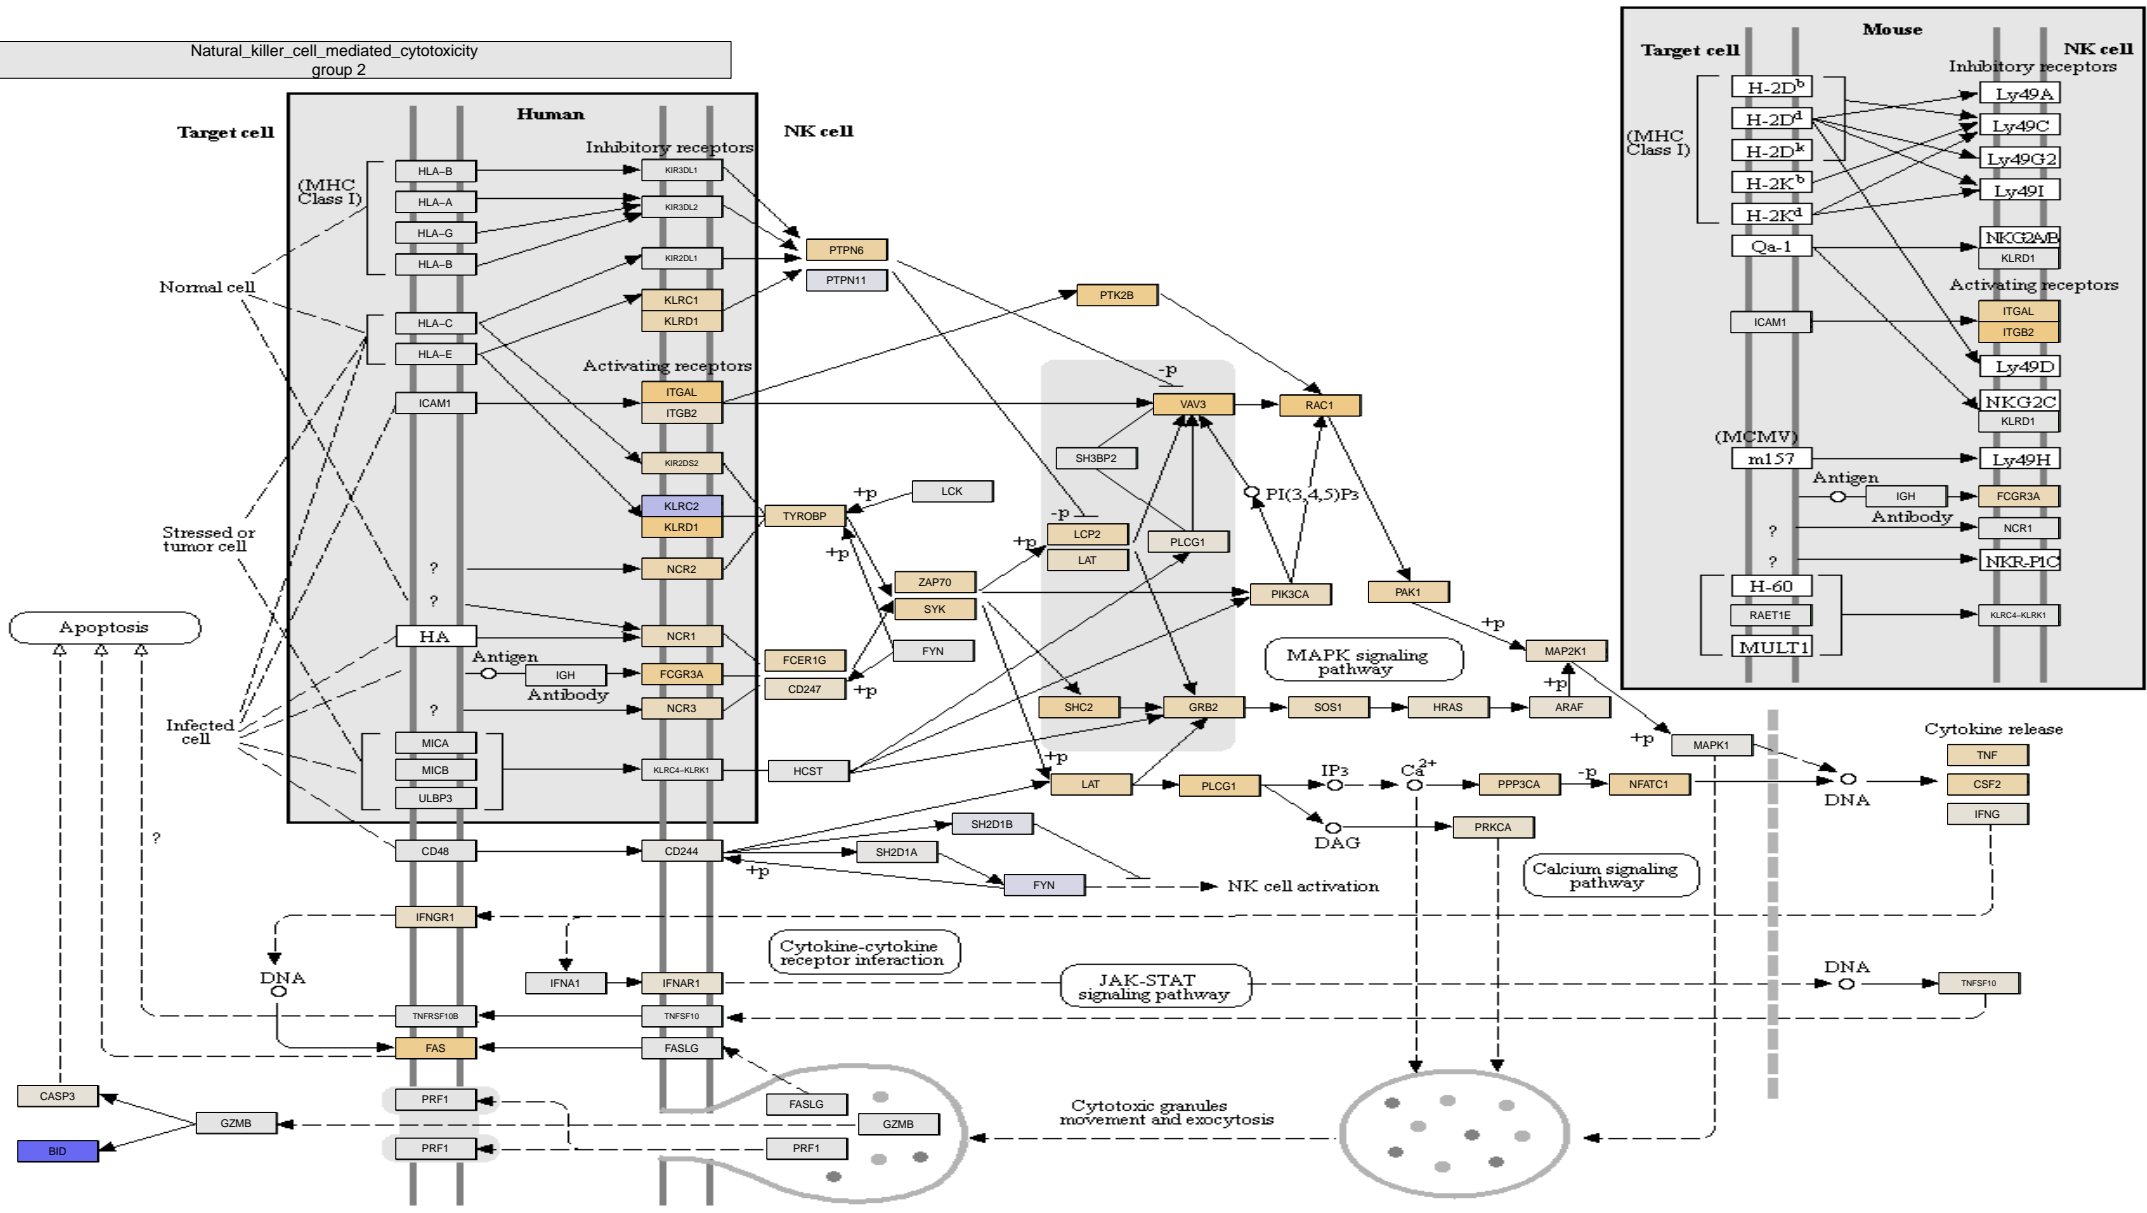 Natural_killer_cell_mediated_cytotoxicity
group 2
Human
Target cell
NK cell
Inhibitory receptors
(MHC
Class I)
HLA−B
KIR3DL1
HLA−A
KIR3DL2
HLA−G
HLA−B
KIR2DL1
Normal cell
KLRC1
KLRD1
HLA−C
HLA−E
Activating receptors
ICAM1
ITGAL
ITGB2
KIR2DS2
KLRC2
KLRD1
Stressed or
tumor cell
?
NCR2
?
HA
NCR1
Antigen
IGH
Antibody
FCGR3A
?
NCR3
Infected
cell
MICA
MICB
ULBP3
KLRC4−KLRK1
Apoptosis
?
PTPN6
PTPN11
PTK2B
-p
VAV3
RAC1
SH3BP2
PI(3,4,5)P3
LCK
+p
TYROBP
+p
-p
LCP2
LAT
+p
PLCG1
ZAP70
SYK
FYN
FCER1G
CD247
+p
PIK3CA
PAK1
+p
MAP2K1
MAPK signaling
pathway
+p
SHC2
GRB2
SOS1
HRAS
ARAF
+p
MAPK1
HCST
+p
LAT
PLCG1
IP3
Ca2+
PPP3CA
-p
NFATC1
DNA
Cytokine release
TNF
CSF2
IFNG
DAG
PRKCA
Calcium signaling
pathway
CD48
CD244
+p
SH2D1B
SH2D1A
FYN
NK cell activation
IFNGR1
Cytokine-cytokine
receptor interaction
DNA
IFNA1
IFNAR1
JAK-STAT
signaling pathway
DNA
TNFSF10
TNFRSF10B
TNFSF10
FAS
FASLG
CASP3
BID
GZMB
PRF1
PRF1
FASLG
GZMB
PRF1
Cytotoxic granules
movement and exocytosis
Mouse
Target cell
NK cell
Inhibitory receptors
(MHC
Class I)
H-2Db
H-2Dd
H-2Dk
H-2Kb
H-2Kd
Ly49A
Ly49C
Ly49G2
Ly49I
Qa-1
NKG2A/B
KLRD1
Activating receptors
ICAM1
ITGAL
ITGB2
Ly49D
NKG2C
KLRD1
(MCMV)
m157
Ly49H
Antigen
IGH
Antibody
FCGR3A
?
NCR1
?
NKR-P1C
H-60
RAET1E
MULT1
KLRC4−KLRK1